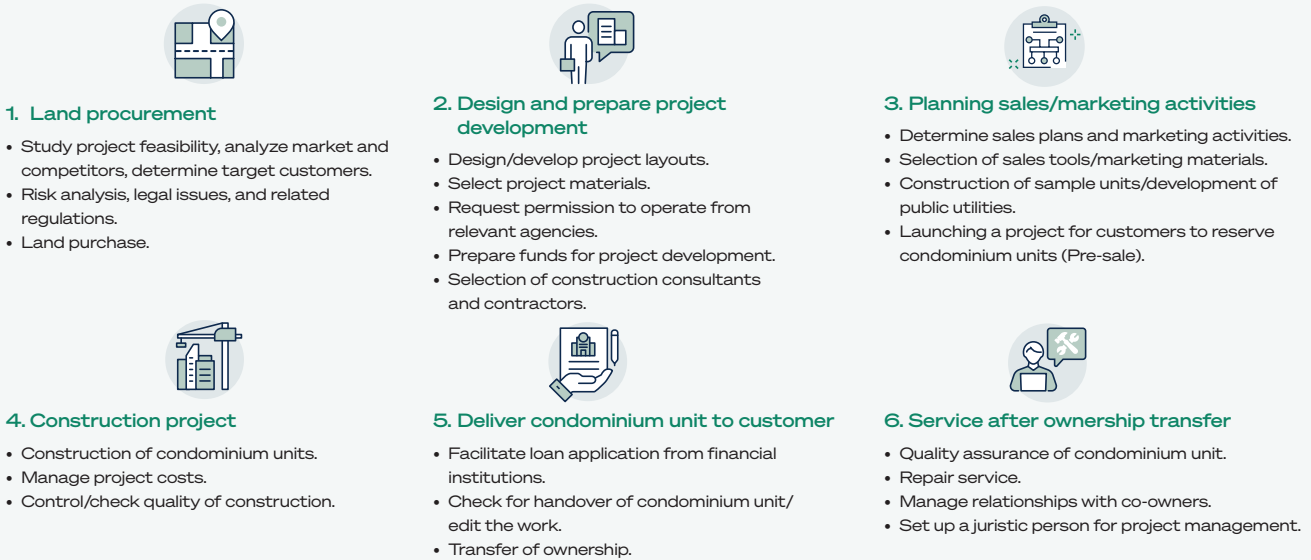 1. Land procurement
• Study project feasibility, analyze market and
competitors, determine target customers.
• Risk analysis, legal issues, and related
regulations.
• Land purchase.
2. Design and prepare project
development
• Design/develop project layouts.
• Select project materials.
• Request permission to operate from
relevant agencies.
• Prepare funds for project development.
• Selection of construction consultants
and contractors.
3. Planning sales/marketing activities
• Determine sales plans and marketing activities.
• Selection of sales tools/marketing materials.
• Construction of sample units/development of
public utilities.
• Launching a project for customers to reserve
condominium units (Pre-sale).
4. Construction project
• Construction of condominium units.
• Manage project costs.
• Control/check quality of construction.
5. Deliver condominium unit to customer
• Facilitate loan application from financial
institutions.
• Check for handover of condominium unit/
edit the work.
• Transfer of ownership.
6. Service after ownership transfer
• Quality assurance of condominium unit.
• Repair service.
• Manage relationships with co-owners.
• Set up a juristic person for project management.